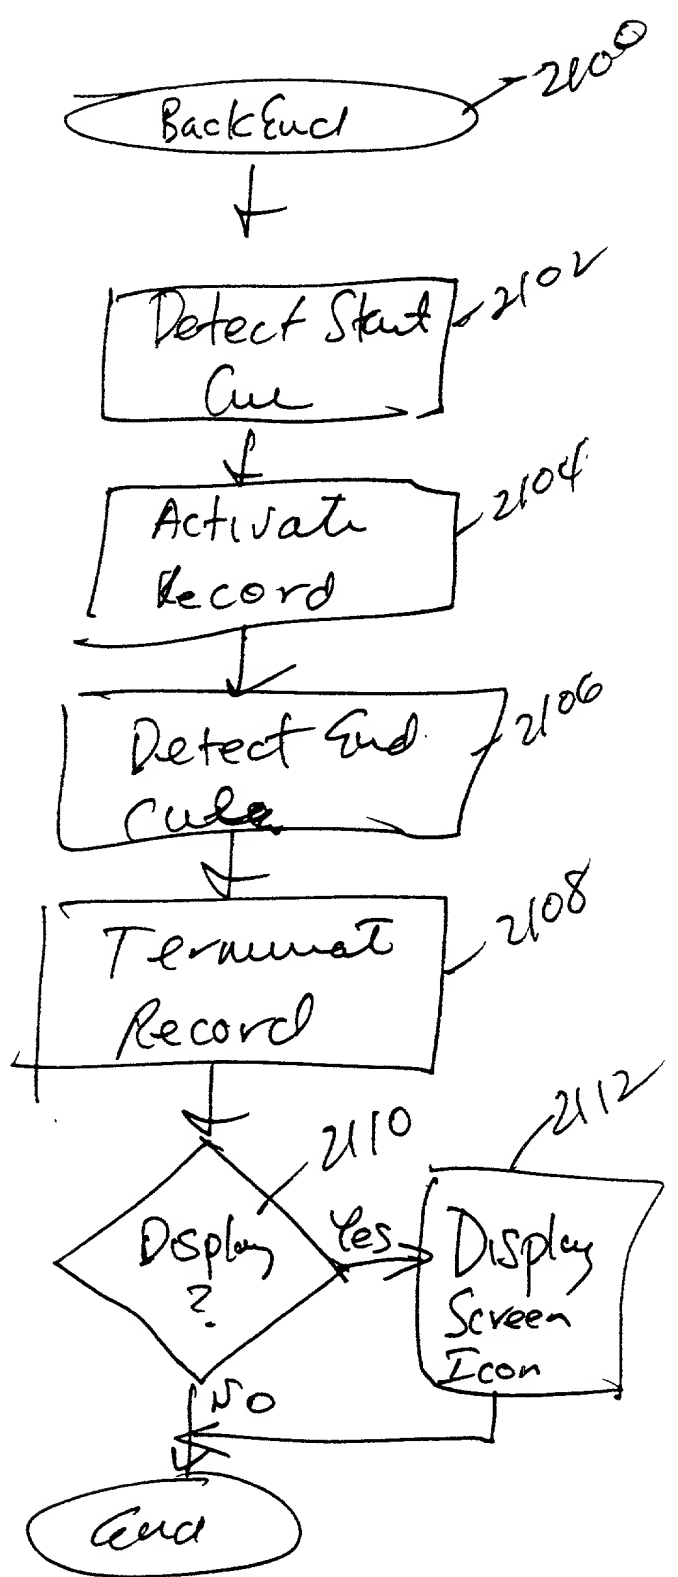 2100
BackEnd
2102
Detect Start
Cue
2104
Activate
Record
2106
Detect End
Cue
2108
Terminat
Record
2110
2112
Display
?
Yes
Display
Screen
Icon
No
End